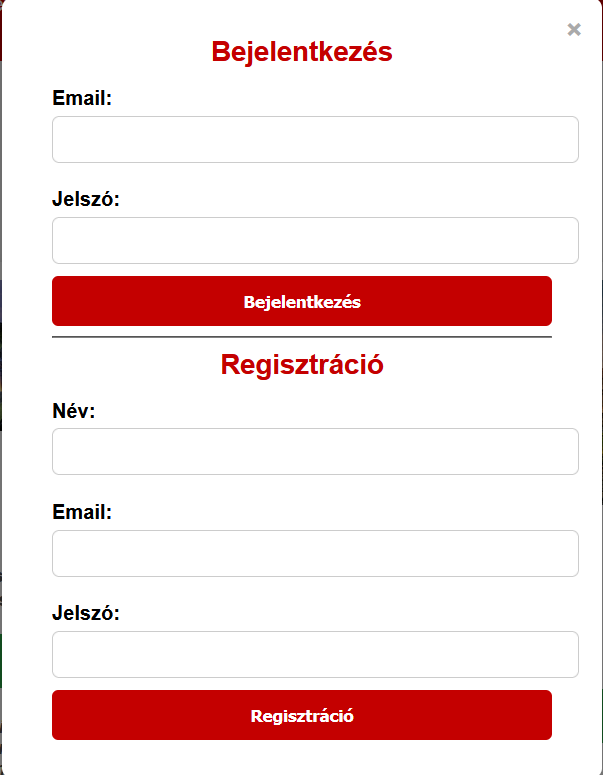 ×
Bejelentkezés
Email:
Jelszó:
Bejelentkezés
Regisztráció
Név:
Email:
Jelszó:
Regisztráció